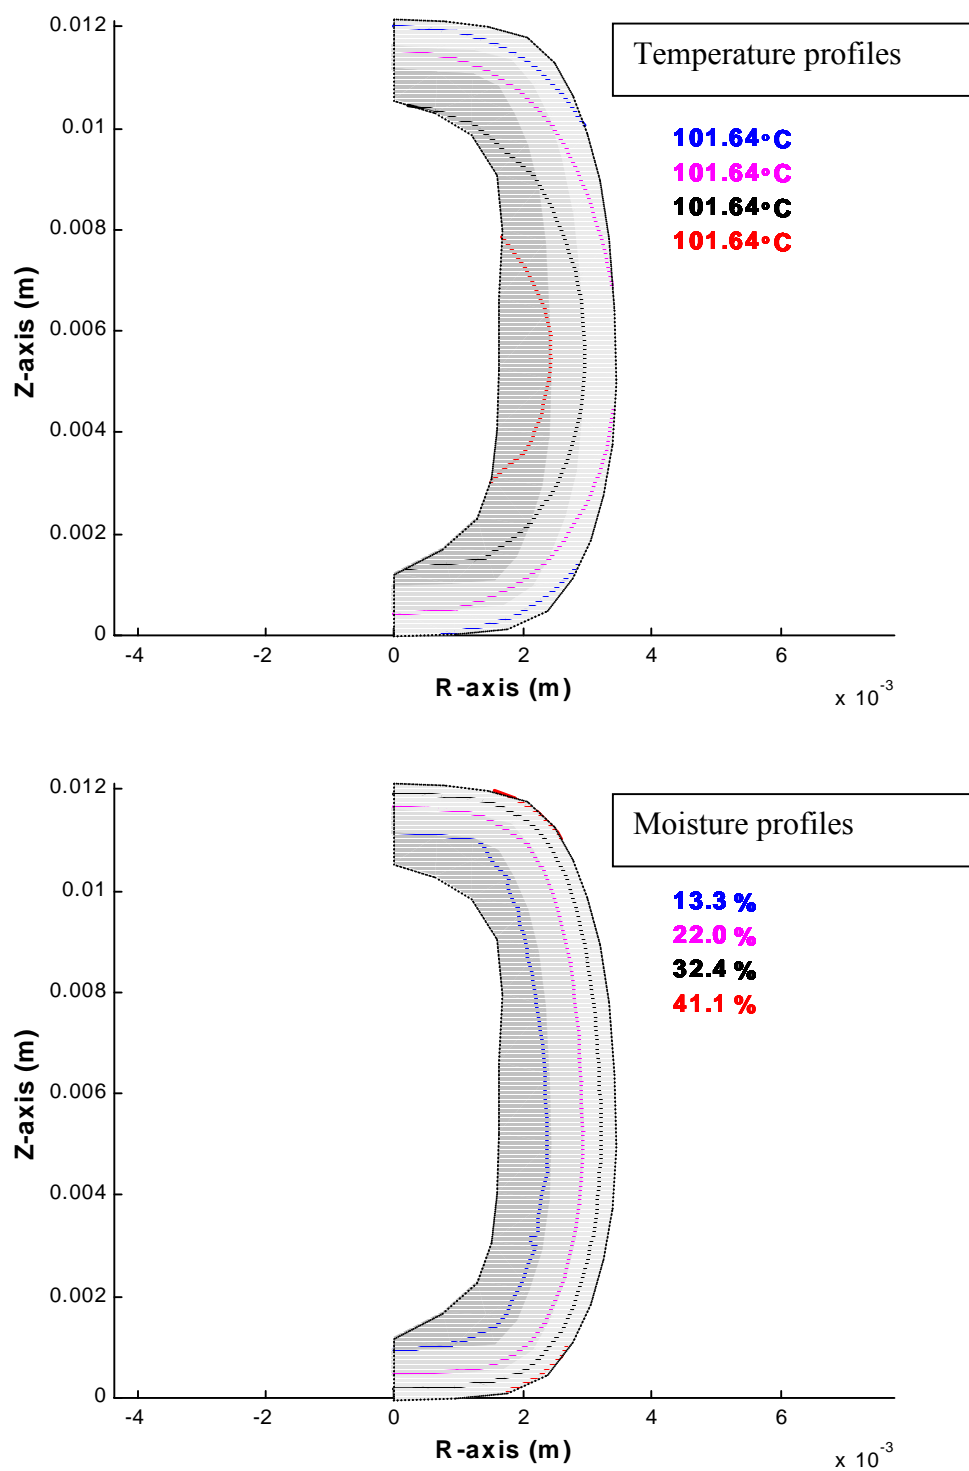 0.012
Temperature profiles
0.01
101.64°C
101.64°C
101.64°C
101.64°C
0.008
0.006
0.004
0.002
0
Z-axis (m)
-4 -2 0 2 4 6
R-axis (m)
x 10-3
0.012
Moisture profiles
0.01
13.3 %
22.0 %
32.4 %
41.1 %
0.008
0.006
0.004
0.002
0
Z-axis (m)
-4 -2 0 2 4 6
R-axis (m)
x 10-3